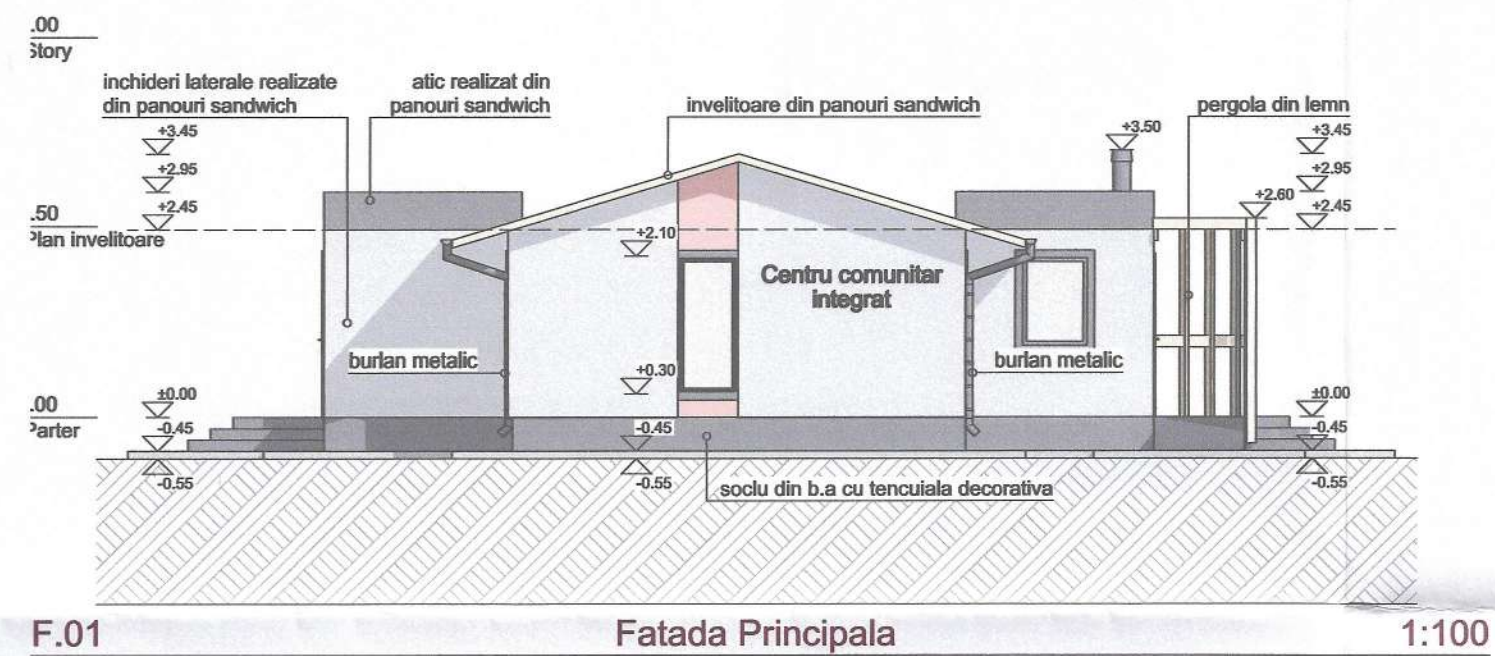 .00
Story
inchideri laterale realizate
din panouri sandwich
atic realizat din
panouri sandwich
invelitoare din panouri sandwich
pergola din lemn
+3.45
+3.50
+3.45
+2.95
+2.95
+2.45
+2.60
+2.45
.50
Plan invelitoare
+2.10
Centru comunitar
integrat
burlan metalic
burlan metalic
+0.30
.00
Parter
±0.00
±0.00
-0.45
-0.45
-0.45
-0.55
-0.55
-0.55
soclu din b.a cu tencuiala decorativa
F.01
Fatada Principala
1:100